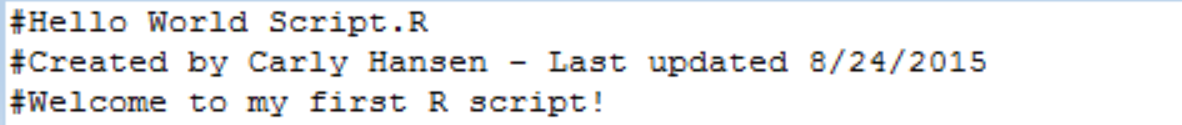 #Hello World Script.R
#Created by Carly Hansen - Last updated 8/24/2015
#Welcome to my first R script!